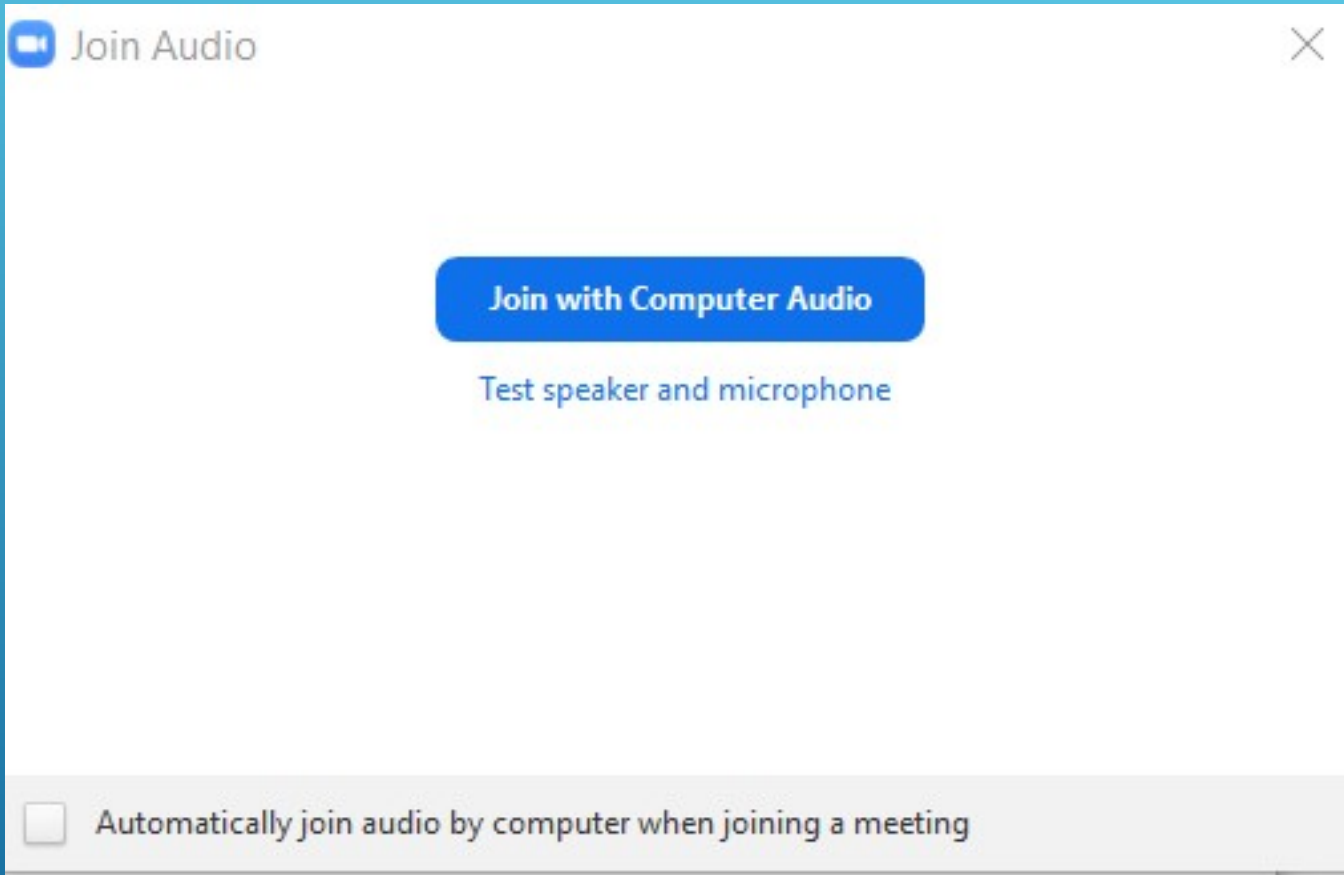 Join Audio
Join with Computer Audio
Test speaker and microphone
Automatically join audio by computer when joining a meeting